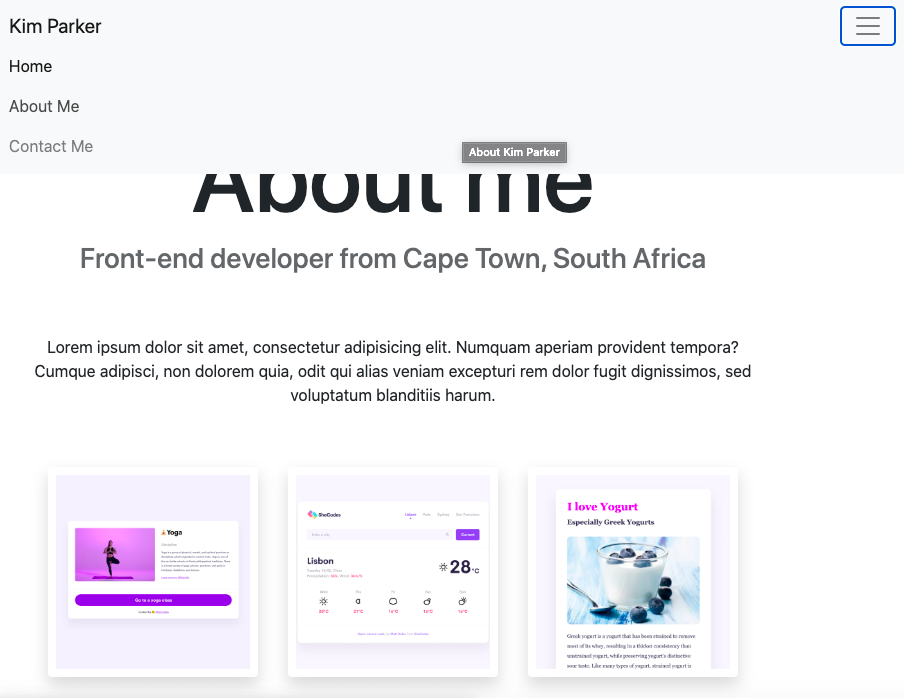 Kim Parker
Home
About Me
Contact Me
About Kim Parker
About me
Front-end developer from Cape Town, South Africa
Lorem ipsum dolor sit amet, consectetur adipisicing elit. Numquam aperiam provident tempora?
Cumque adipisci, non dolorem quia, odit qui alias veniam excepturi rem dolor fugit dignissimos, sed
voluptatum blanditiis harum.
Yoga
Go to a yoga class
SheCodes
Lisbon Paris Sydney San Francisco
Lisbon
28°C
I love Yogurt
Especially Greek Yogurts
Greek yogurt is a yogurt that has been strained to remove
most of its whey, resulting in a thicker consistency than
unstrained yogurt, while preserving yogurt's distinctive
sour taste. Like many types of yogurt, strained yogurt is